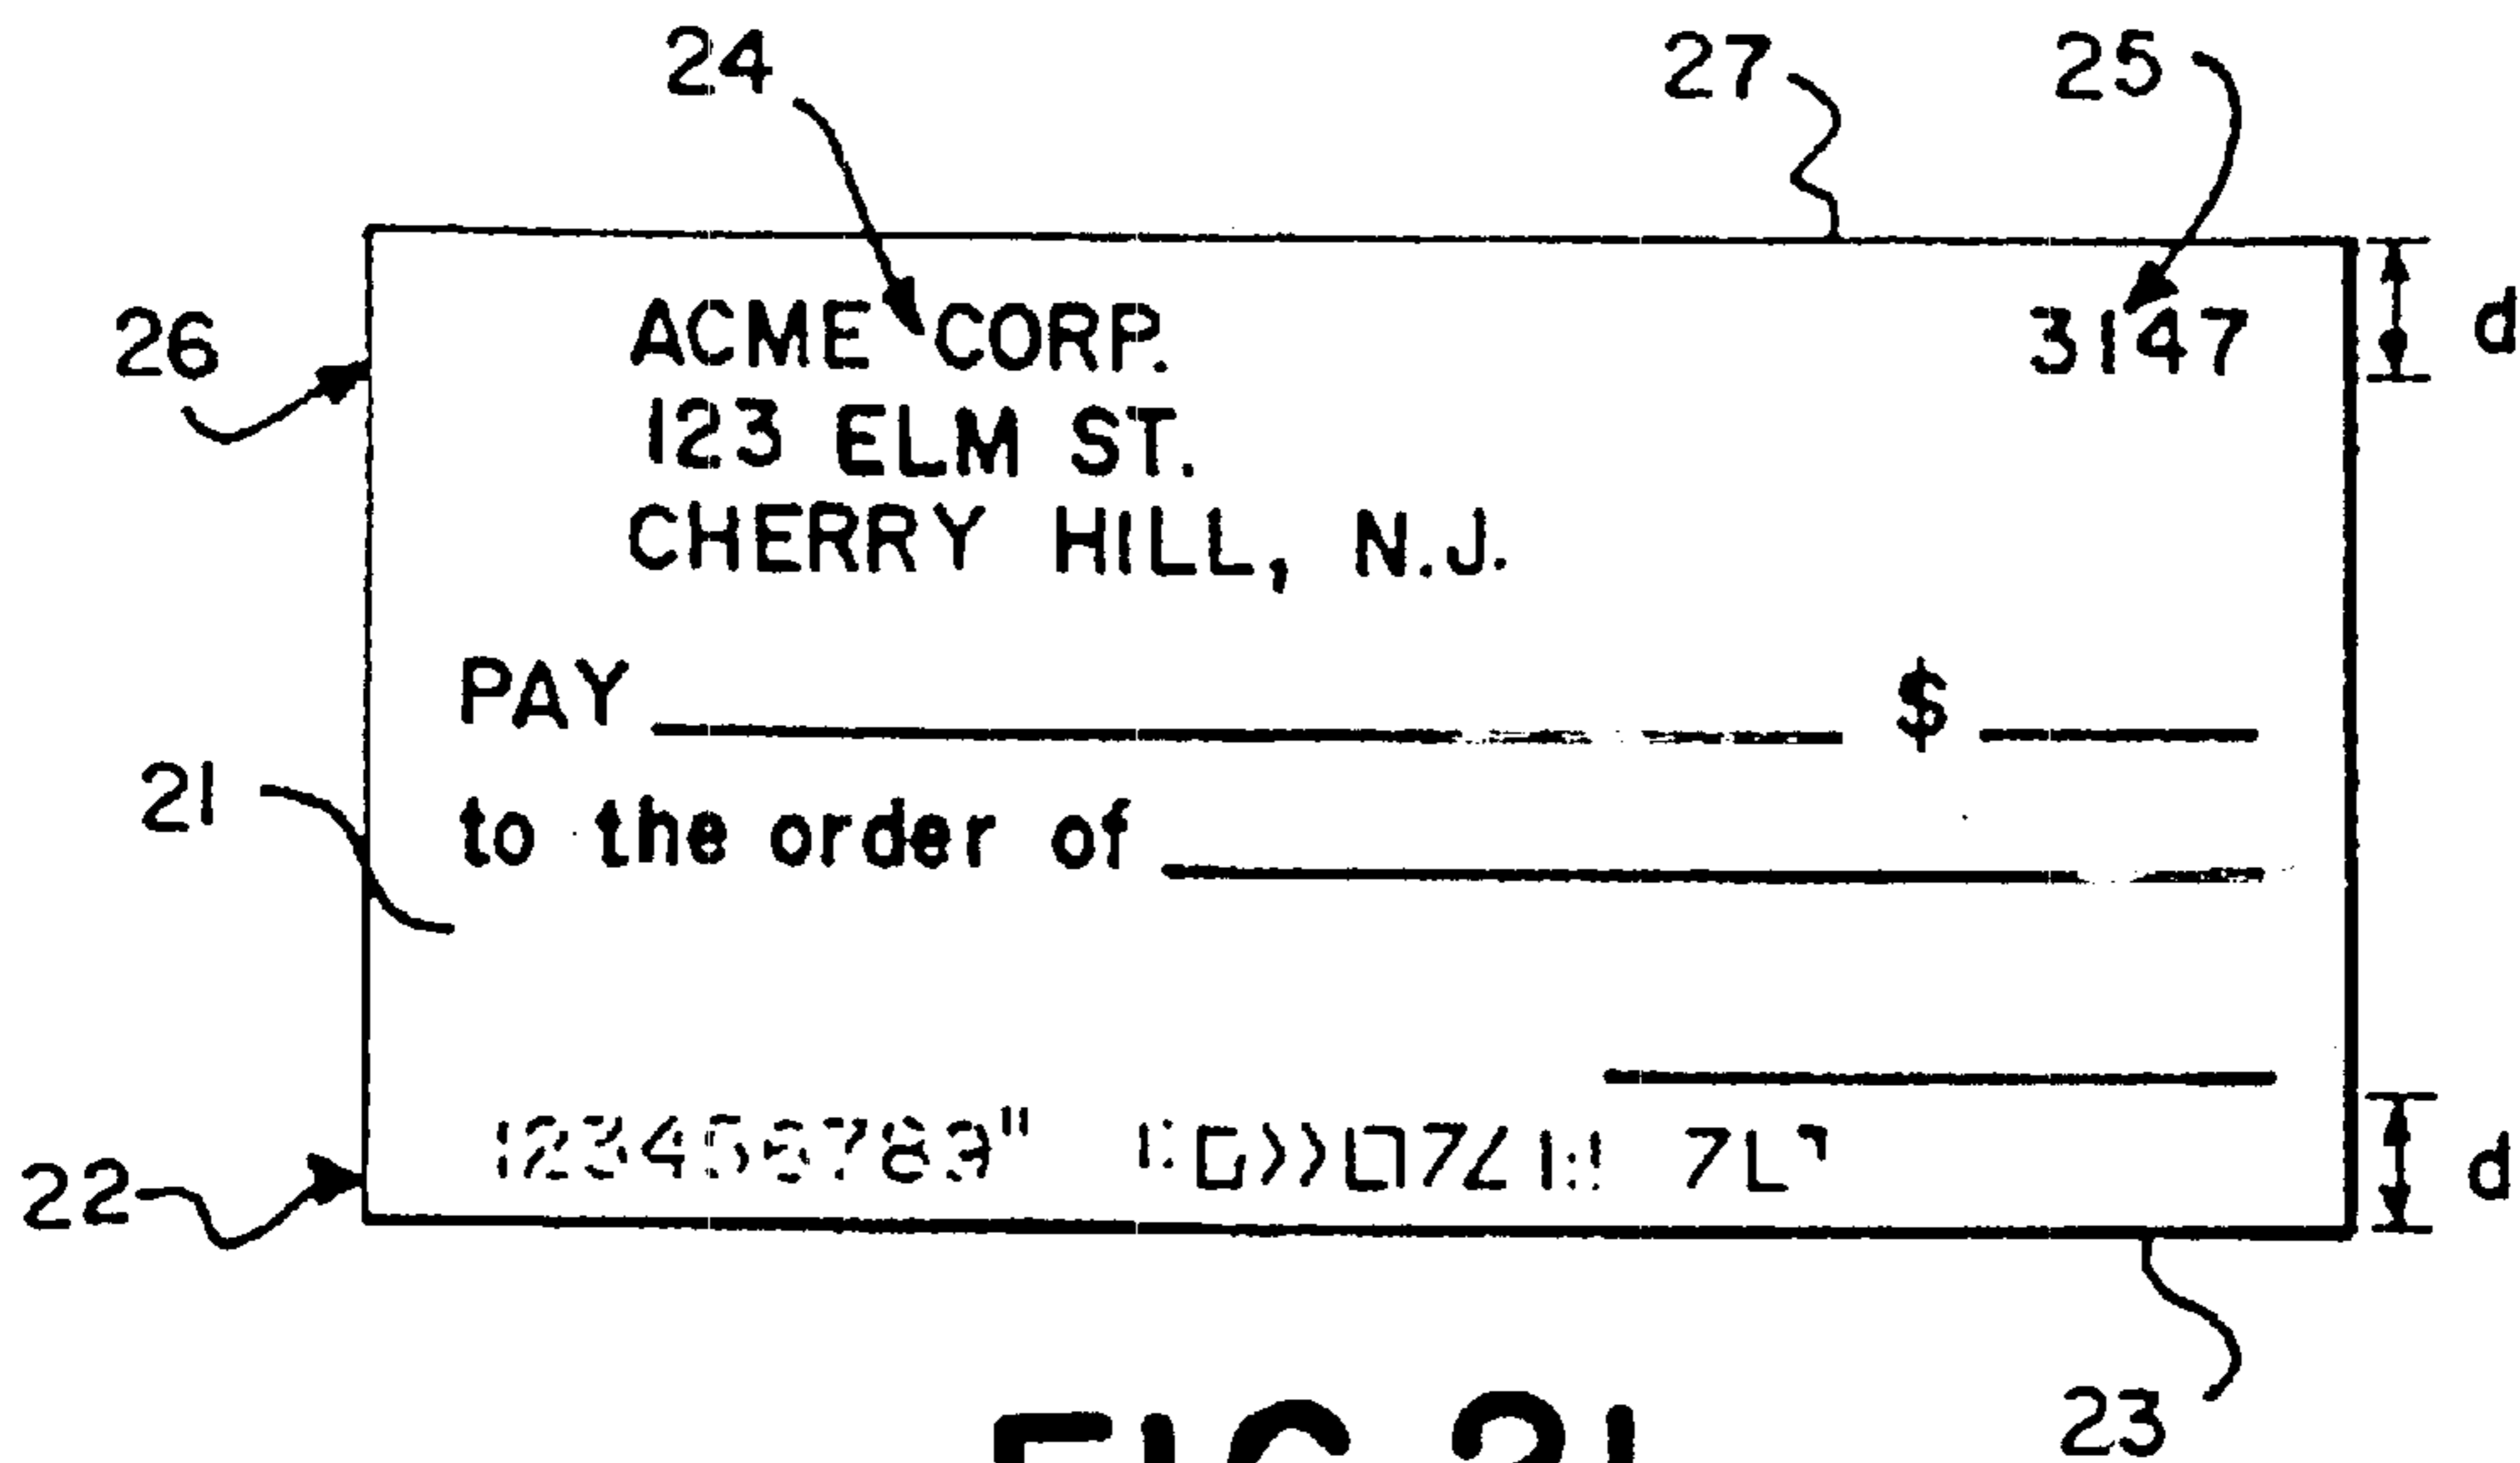 24 27 25
26 ACME CORP. 3147 d
123 ELM ST.
CHERRY HILL, N.J.
PAY $
21 to the order of
22 d
23